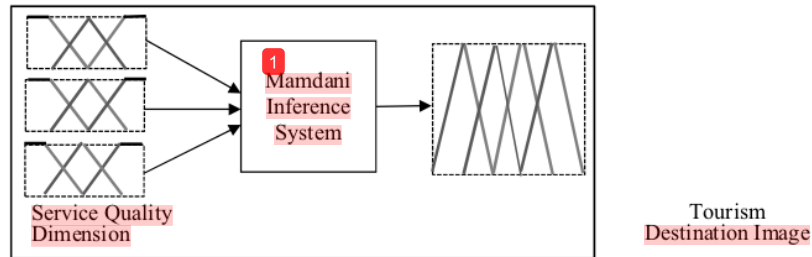 1
Mamdani
Inference
System
Service Quality
Dimension
Tourism
Destination Image